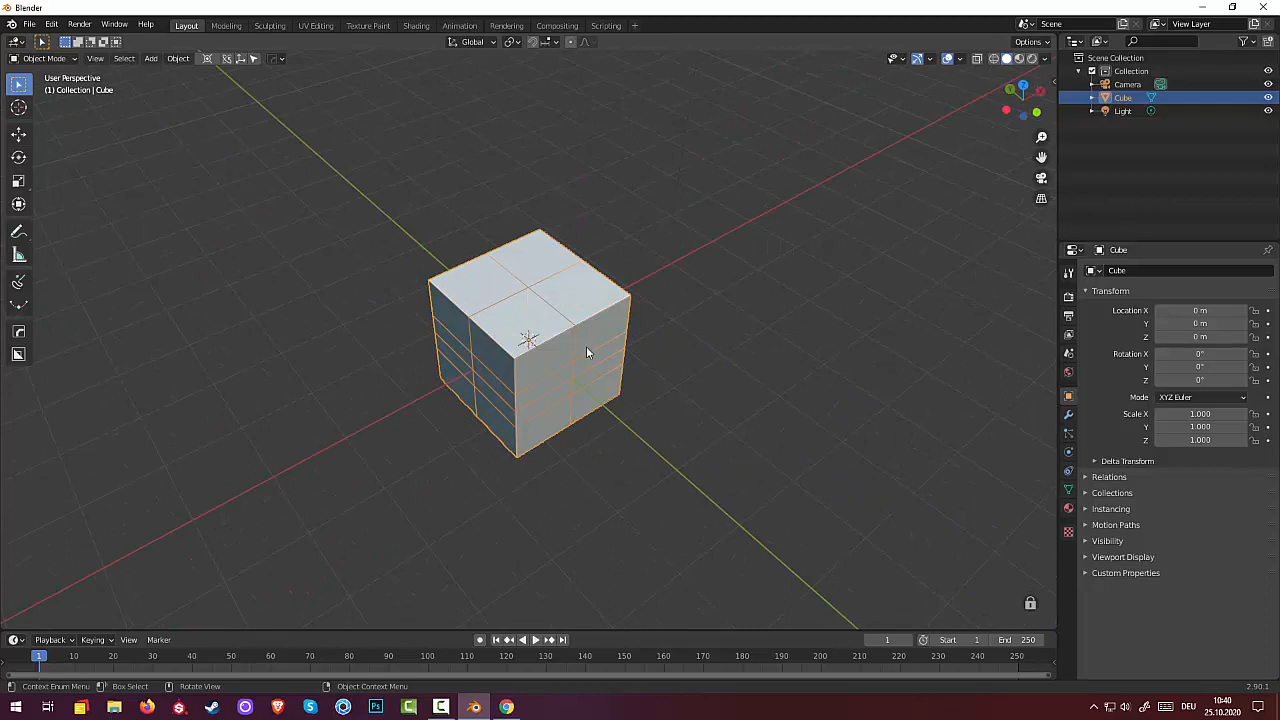 Blender
File Edit Render Window Help
Layout Modeling Sculpting UV Editing Texture Paint Shading Animation Rendering Compositing Scripting +
Scene
View Layer
Object Mode View Select Add Object
Global
Options
User Perspective
(1) Collection | Cube
Scene Collection
Collection
Camera
Cube
Light
Cube
Cube
Transform
Location X 0 m
Y 0 m
Z 0 m
Rotation X 0°
Y 0°
Z 0°
Mode XYZ Euler
Scale X 1.000
Y 1.000
Z 1.000
Delta Transform
Relations
Collections
Instancing
Motion Paths
Visibility
Viewport Display
Custom Properties
Playback Keying View Marker
1 Start 1 End 250
1 10 20 30 40 50 60 70 80 90 100 110 120 130 140 150 160 170 180 190 200 210 220 230 240 250
Context Enum Menu Box Select Rotate View Object Context Menu 2.90.1
DEU 10:40
25.10.2020